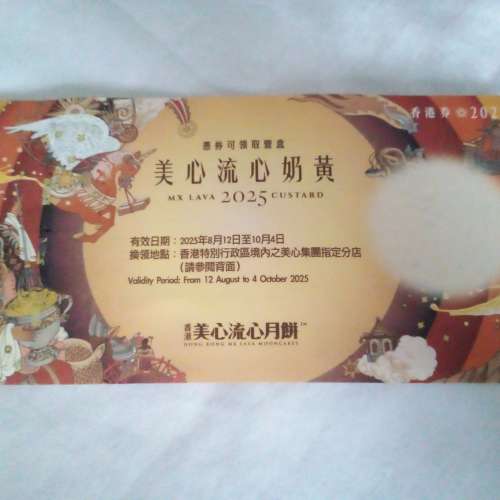 香港券 202
憑券可領取壹盒
美心流心奶黃
MX LAVA 2025 CUSTARD
有效日期：2025年8月12日至10月4日
換領地點：香港特別行政區境內之美心集團指定分店
（請參閱背面）
Validity Period: From 12 August to 4 October 2025
香港美心流心月餅™
HONG KONG MX LAVA MOONCAKES